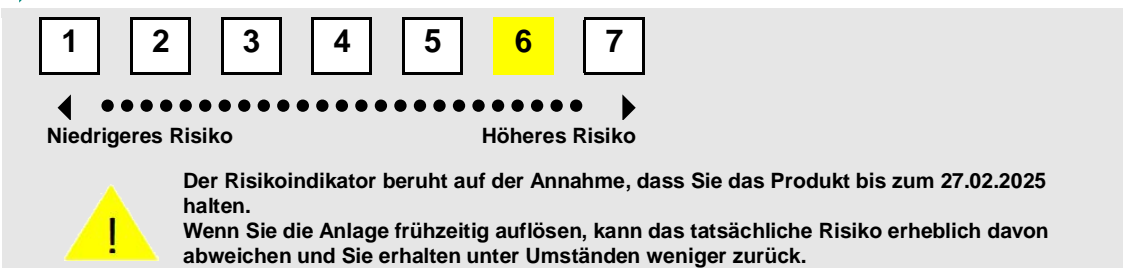 1 2 3 4 5 6 7
Niedrigeres Risiko Höheres Risiko
Der Risikoindikator beruht auf der Annahme, dass Sie das Produkt bis zum 27.02.2025
halten.
Wenn Sie die Anlage frühzeitig auflösen, kann das tatsächliche Risiko erheblich davon
abweichen und Sie erhalten unter Umständen weniger zurück.
!